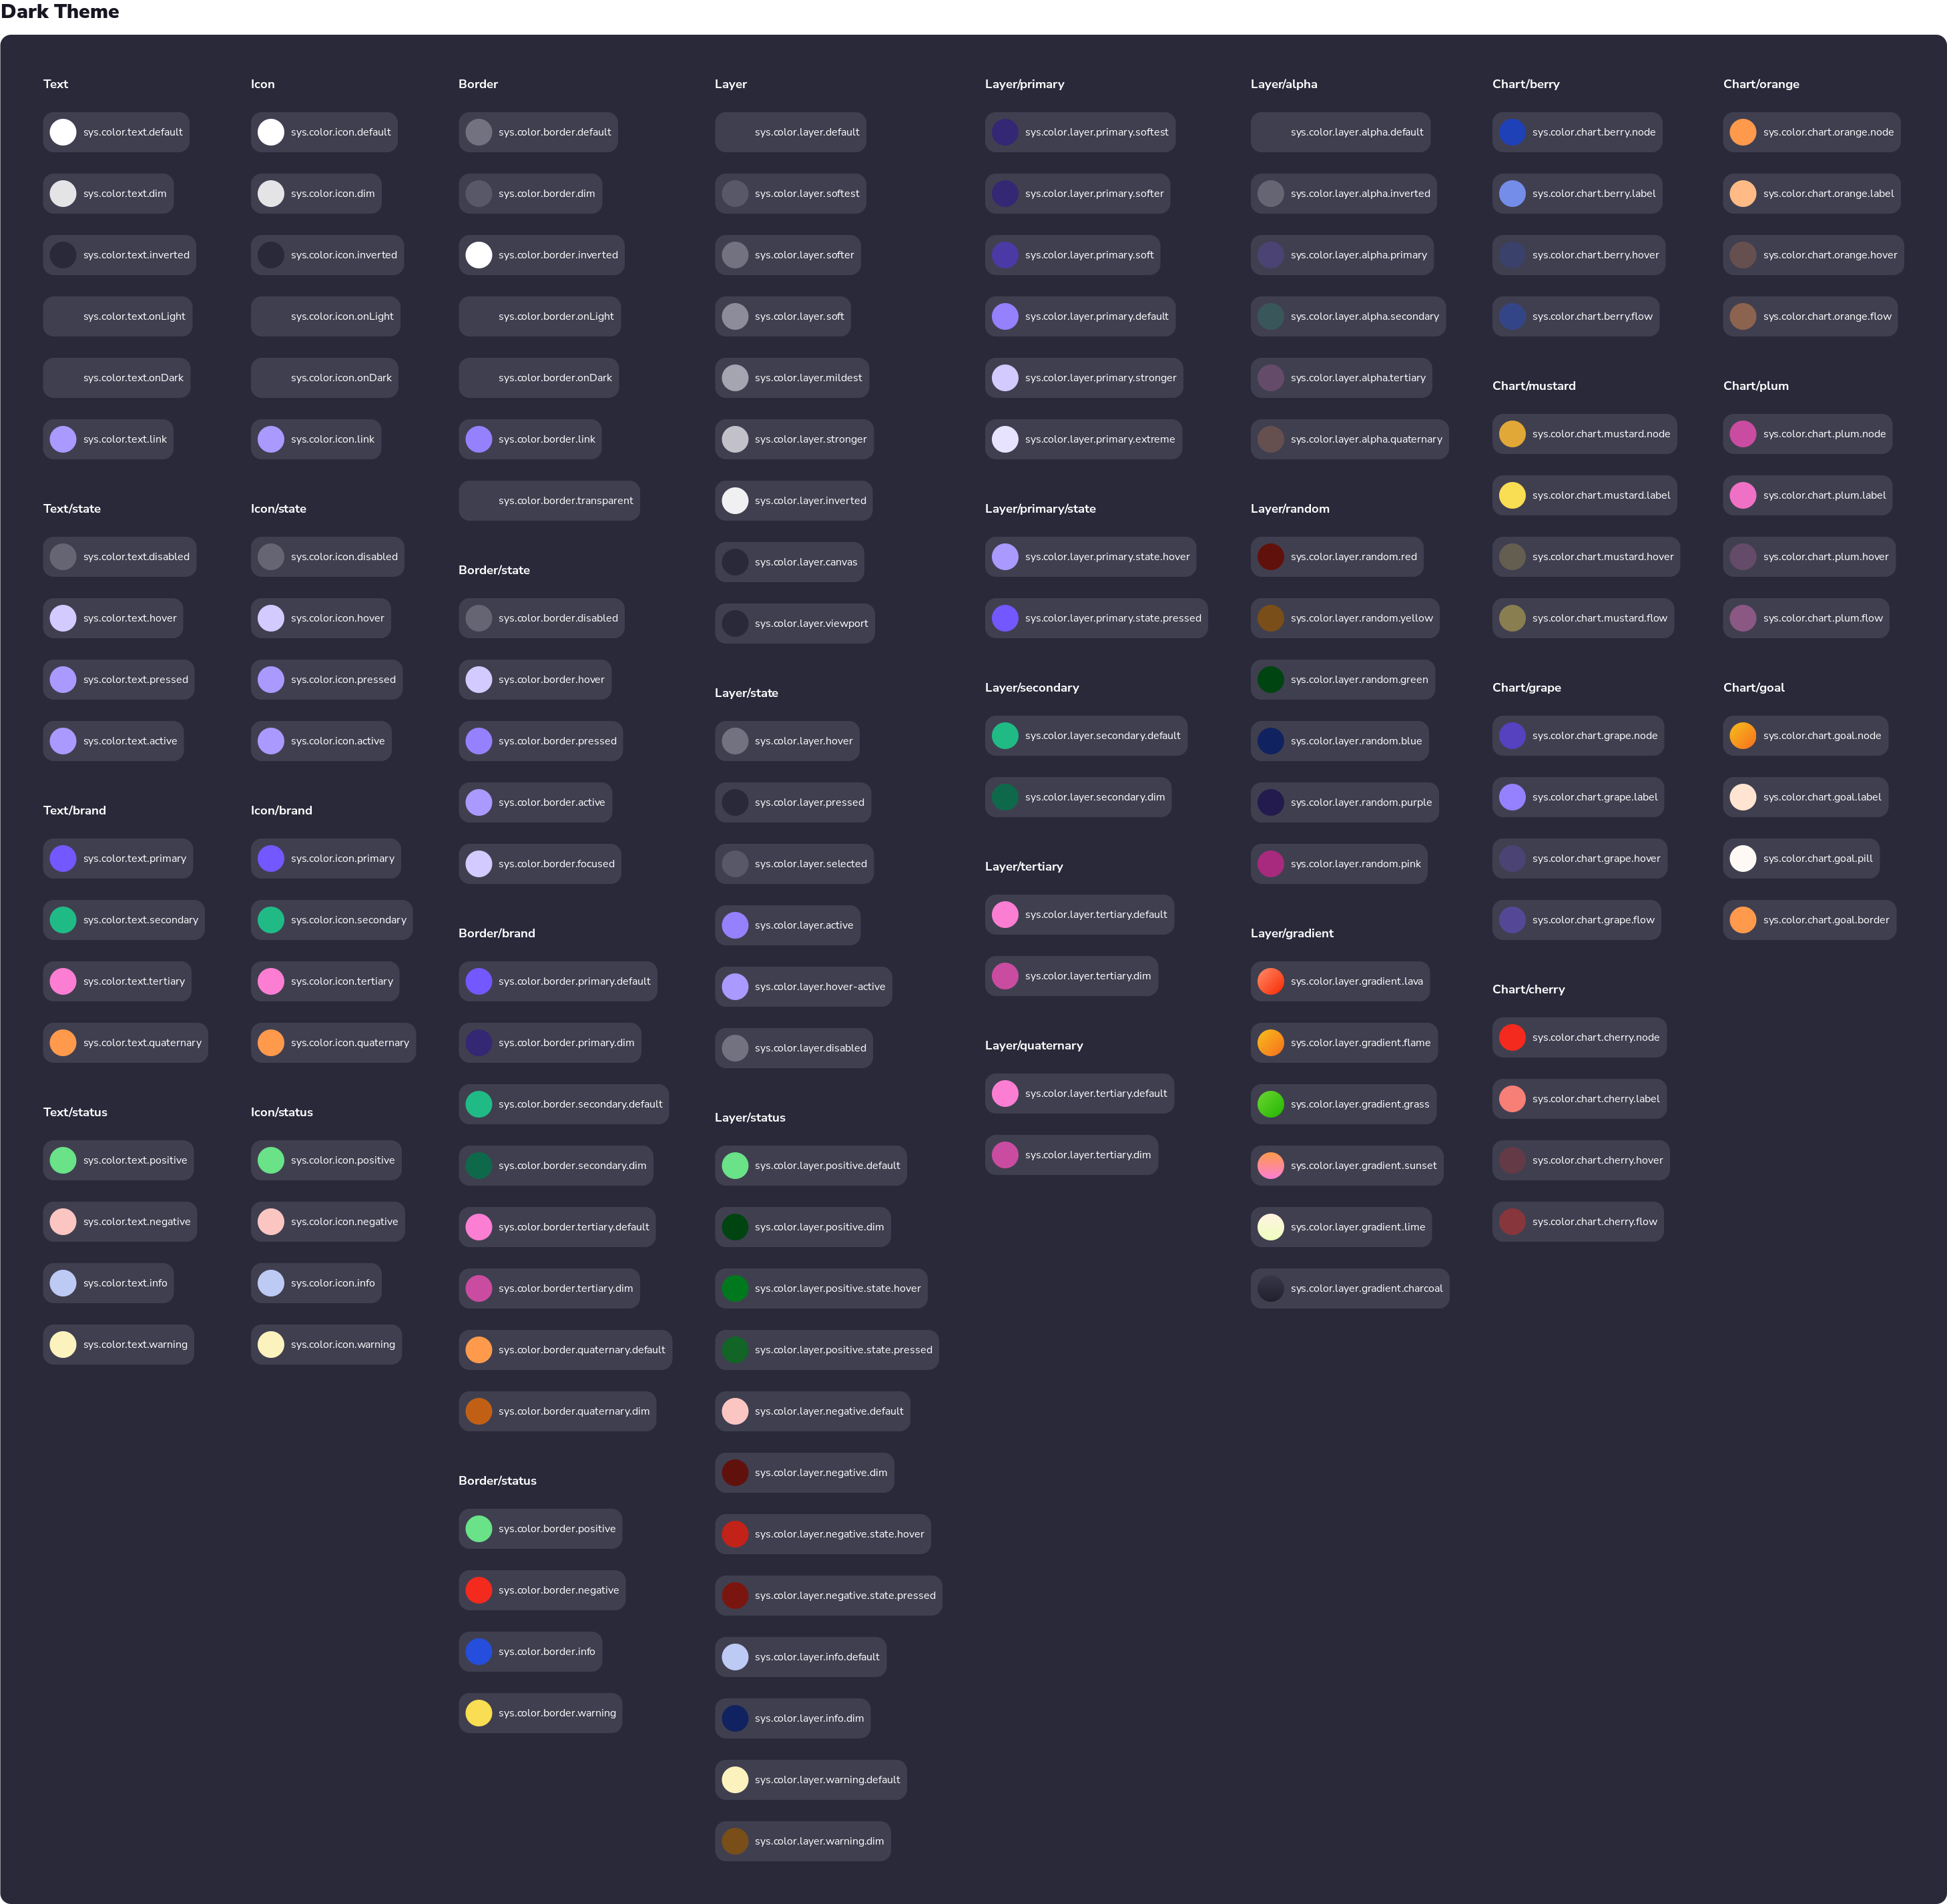 Dark Theme
Text
sys.color.text.default
sys.color.text.dim
sys.color.text.inverted
sys.color.text.onLight
sys.color.text.onDark
sys.color.text.link
Text/state
sys.color.text.disabled
sys.color.text.hover
sys.color.text.pressed
sys.color.text.active
Text/brand
sys.color.text.primary
sys.color.text.secondary
sys.color.text.tertiary
sys.color.text.quaternary
Text/status
sys.color.text.positive
sys.color.text.negative
sys.color.text.info
sys.color.text.warning
Icon
sys.color.icon.default
sys.color.icon.dim
sys.color.icon.inverted
sys.color.icon.onLight
sys.color.icon.onDark
sys.color.icon.link
Icon/state
sys.color.icon.disabled
sys.color.icon.hover
sys.color.icon.pressed
sys.color.icon.active
Icon/brand
sys.color.icon.primary
sys.color.icon.secondary
sys.color.icon.tertiary
sys.color.icon.quaternary
Icon/status
sys.color.icon.positive
sys.color.icon.negative
sys.color.icon.info
sys.color.icon.warning
Border
sys.color.border.default
sys.color.border.dim
sys.color.border.inverted
sys.color.border.onLight
sys.color.border.onDark
sys.color.border.link
sys.color.border.transparent
Border/state
sys.color.border.disabled
sys.color.border.hover
sys.color.border.pressed
sys.color.border.active
sys.color.border.focused
Border/brand
sys.color.border.primary.default
sys.color.border.primary.dim
sys.color.border.secondary.default
sys.color.border.secondary.dim
sys.color.border.tertiary.default
sys.color.border.tertiary.dim
sys.color.border.quaternary.default
sys.color.border.quaternary.dim
Border/status
sys.color.border.positive
sys.color.border.negative
sys.color.border.info
sys.color.border.warning
Layer
sys.color.layer.default
sys.color.layer.softest
sys.color.layer.softer
sys.color.layer.soft
sys.color.layer.mildest
sys.color.layer.stronger
sys.color.layer.inverted
sys.color.layer.canvas
sys.color.layer.viewport
Layer/state
sys.color.layer.hover
sys.color.layer.pressed
sys.color.layer.selected
sys.color.layer.active
sys.color.layer.hover-active
sys.color.layer.disabled
Layer/status
sys.color.layer.positive.default
sys.color.layer.positive.dim
sys.color.layer.positive.state.hover
sys.color.layer.positive.state.pressed
sys.color.layer.negative.default
sys.color.layer.negative.dim
sys.color.layer.negative.state.hover
sys.color.layer.negative.state.pressed
sys.color.layer.info.default
sys.color.layer.info.dim
sys.color.layer.warning.default
sys.color.layer.warning.dim
Layer/primary
sys.color.layer.primary.softest
sys.color.layer.primary.softer
sys.color.layer.primary.soft
sys.color.layer.primary.default
sys.color.layer.primary.stronger
sys.color.layer.primary.extreme
Layer/primary/state
sys.color.layer.primary.state.hover
sys.color.layer.primary.state.pressed
Layer/secondary
sys.color.layer.secondary.default
sys.color.layer.secondary.dim
Layer/tertiary
sys.color.layer.tertiary.default
sys.color.layer.tertiary.dim
Layer/quaternary
sys.color.layer.tertiary.default
sys.color.layer.tertiary.dim
Layer/alpha
sys.color.layer.alpha.default
sys.color.layer.alpha.inverted
sys.color.layer.alpha.primary
sys.color.layer.alpha.secondary
sys.color.layer.alpha.tertiary
sys.color.layer.alpha.quaternary
Layer/random
sys.color.layer.random.red
sys.color.layer.random.yellow
sys.color.layer.random.green
sys.color.layer.random.blue
sys.color.layer.random.purple
sys.color.layer.random.pink
Layer/gradient
sys.color.layer.gradient.lava
sys.color.layer.gradient.flame
sys.color.layer.gradient.grass
sys.color.layer.gradient.sunset
sys.color.layer.gradient.lime
sys.color.layer.gradient.charcoal
Chart/berry
sys.color.chart.berry.node
sys.color.chart.berry.label
sys.color.chart.berry.hover
sys.color.chart.berry.flow
Chart/mustard
sys.color.chart.mustard.node
sys.color.chart.mustard.label
sys.color.chart.mustard.hover
sys.color.chart.mustard.flow
Chart/grape
sys.color.chart.grape.node
sys.color.chart.grape.label
sys.color.chart.grape.hover
sys.color.chart.grape.flow
Chart/cherry
sys.color.chart.cherry.node
sys.color.chart.cherry.label
sys.color.chart.cherry.hover
sys.color.chart.cherry.flow
Chart/orange
sys.color.chart.orange.node
sys.color.chart.orange.label
sys.color.chart.orange.hover
sys.color.chart.orange.flow
Chart/plum
sys.color.chart.plum.node
sys.color.chart.plum.label
sys.color.chart.plum.hover
sys.color.chart.plum.flow
Chart/goal
sys.color.chart.goal.node
sys.color.chart.goal.label
sys.color.chart.goal.pill
sys.color.chart.goal.border